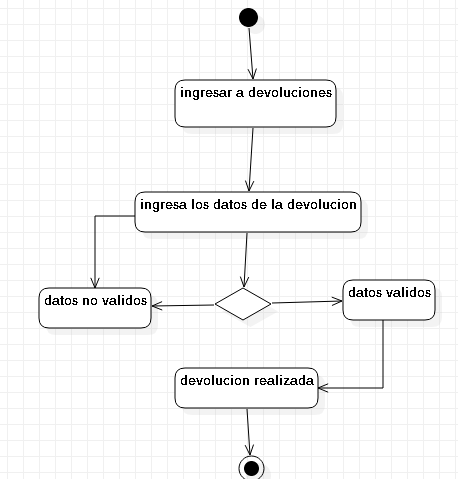 ingresar a devoluciones
ingresa los datos de la devolucion
datos no validos
datos validos
devolucion realizada